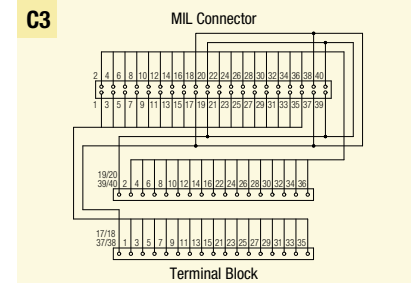 C3
MIL Connector
2 4 6 8 10 12 14 16 18 20 22 24 26 28 30 32 34 36 38 40
1 3 5 7 9 11 13 15 17 19 21 23 25 27 29 31 33 35 37 39
19/20
39/40 2 4 6 8 10 12 14 16 22 24 26 28 30 32 34 36
17/18
37/38 1 3 5 7 9 11 13 15 21 23 25 27 29 31 33 35
Terminal Block